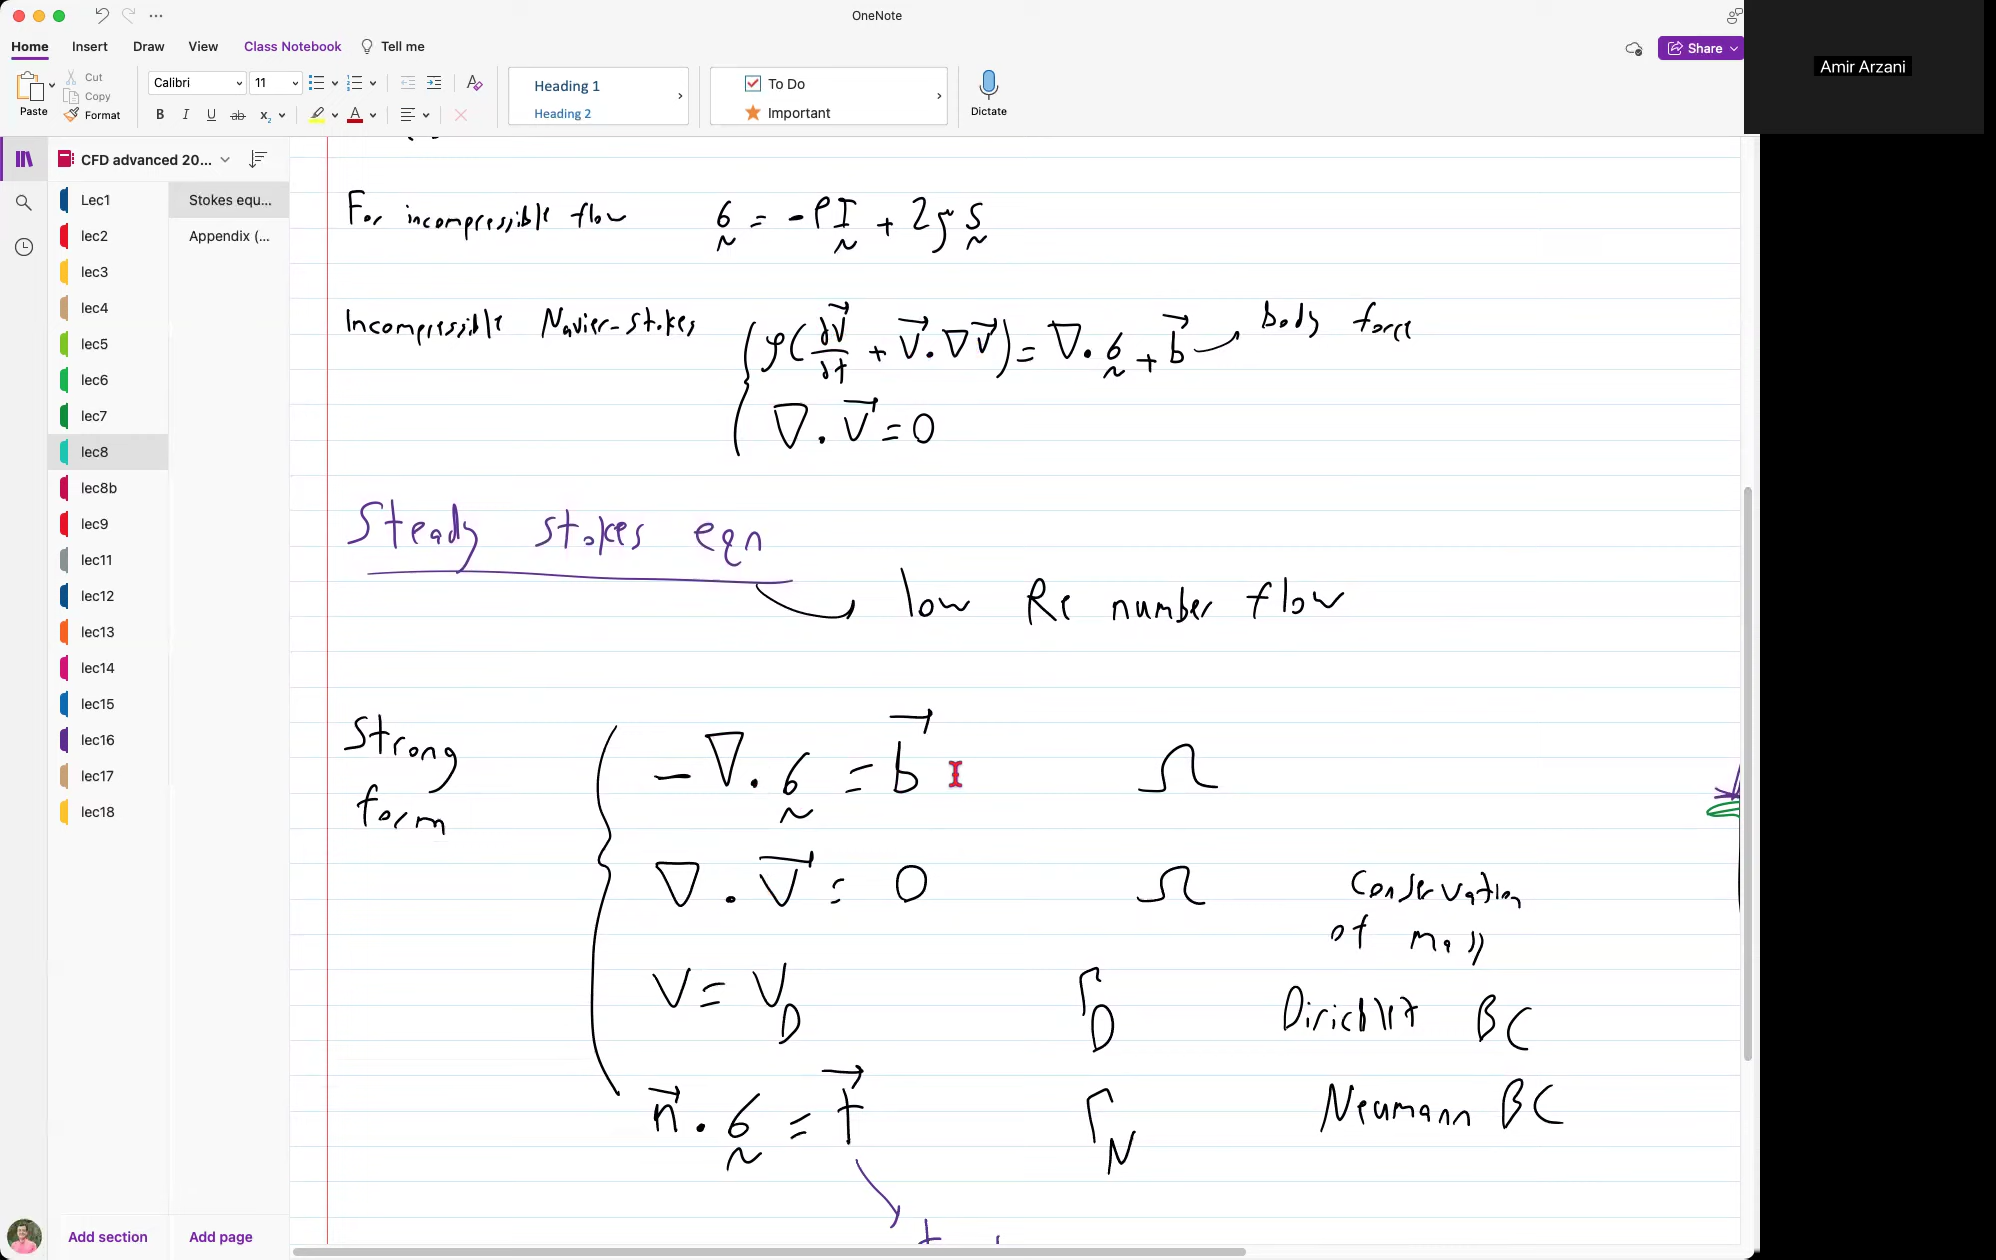 OneNote
Home Insert Draw View Class Notebook Tell me
Share
Amir Arzani
Paste
Cut
Copy
Format
Calibri 11
B I U ab x₂ A
Heading 1
Heading 2
To Do
Important
Dictate
CFD advanced 20...
Lec1
lec2
lec3
lec4
lec5
lec6
lec7
lec8
lec8b
lec9
lec11
lec12
lec13
lec14
lec15
lec16
lec17
lec18
Add section
Stokes equ...
Appendix (...
Add page
For incompressible flow σ = -PI + 2μS
Incompressible Navier-Stokes ρ(∂V/∂t + V·∇V) = ∇·σ + b body force
∇·V = 0
Steady stokes eqn
low Re number flow
Strong form
-∇·σ = b Ω
∇·V = 0 Ω Conservation of mass
V = V_D Γ_D Dirichlet BC
n·σ = t Γ_N Neumann BC